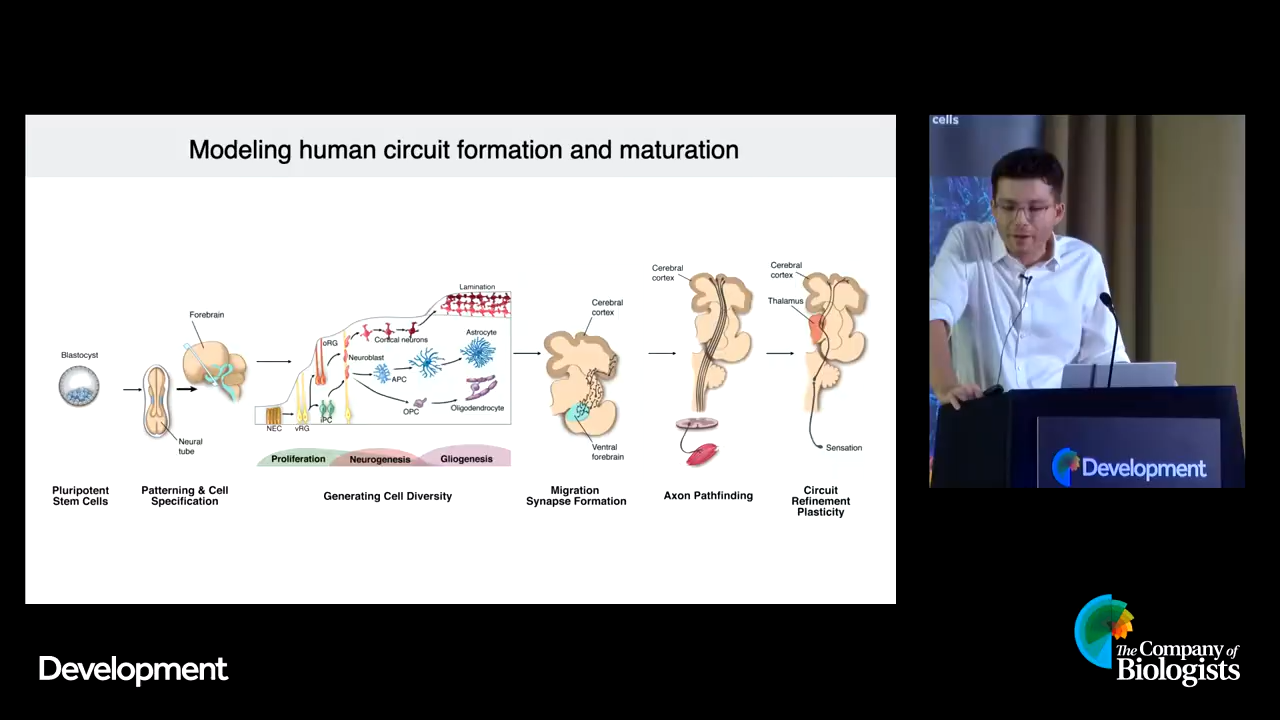 Modeling human circuit formation and maturation
Blastocyst
Neural
tube
Forebrain
NEC
vRG
iPC
oRG
Neuroblast
Cortical neurons
APC
OPC
Lamination
Astrocyte
Oligodendrocyte
Proliferation
Neurogenesis
Gliogenesis
Cerebral
cortex
Ventral
forebrain
Cerebral
cortex
Cerebral
cortex
Thalamus
Sensation
Pluripotent
Stem Cells
Patterning & Cell
Specification
Generating Cell Diversity
Migration
Synapse Formation
Axon Pathfinding
Circuit
Refinement
Plasticity
cells
Development
Development
The Company of
Biologists